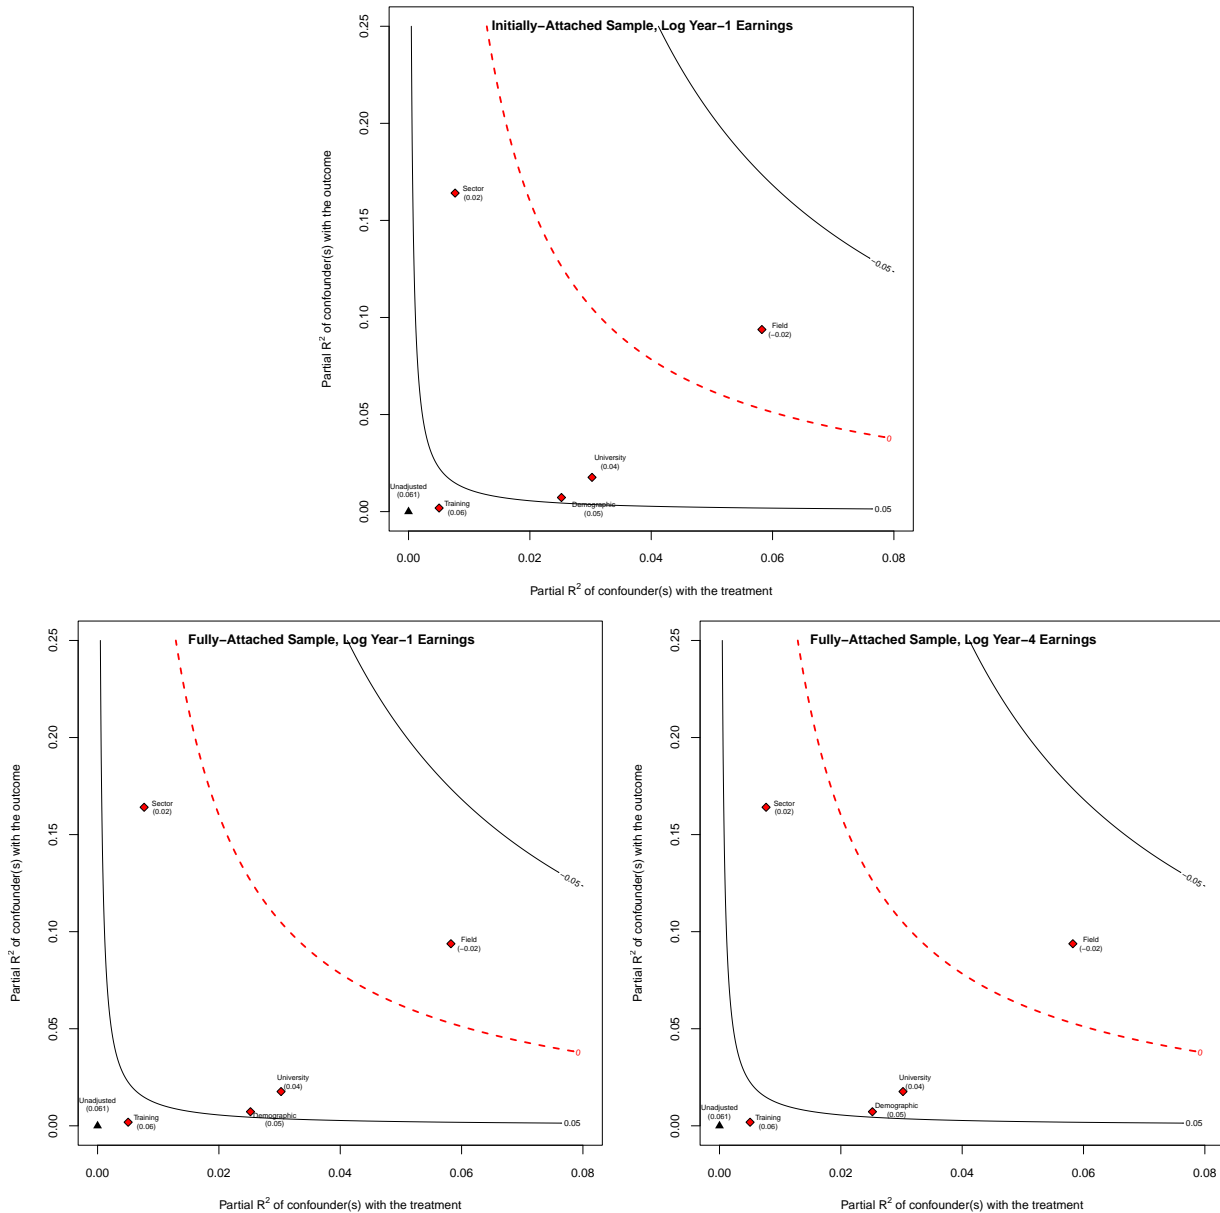 Initially−Attached Sample, Log Year−1 Earnings
Partial R² of confounder(s) with the outcome
0.25
0.20
0.15
0.10
0.05
0.00
Sector
(0.02)
−0.05
Field
(−0.02)
0
University
(0.04)
Unadjusted
(0.061)
Training
(0.06)
Demographic
(0.05)
0.05
0.00 0.02 0.04 0.06 0.08
Partial R² of confounder(s) with the treatment
Fully−Attached Sample, Log Year−1 Earnings
Partial R² of confounder(s) with the outcome
0.25
0.20
0.15
0.10
0.05
0.00
Sector
(0.02)
−0.05
Field
(−0.02)
0
University
(0.04)
Unadjusted
(0.061)
Training
(0.06)
Demographic
(0.05)
0.05
0.00 0.02 0.04 0.06 0.08
Partial R² of confounder(s) with the treatment
Fully−Attached Sample, Log Year−4 Earnings
Partial R² of confounder(s) with the outcome
0.25
0.20
0.15
0.10
0.05
0.00
Sector
(0.02)
−0.05
Field
(−0.02)
0
University
(0.04)
Unadjusted
(0.061)
Training
(0.06)
Demographic
(0.05)
0.05
0.00 0.02 0.04 0.06 0.08
Partial R² of confounder(s) with the treatment